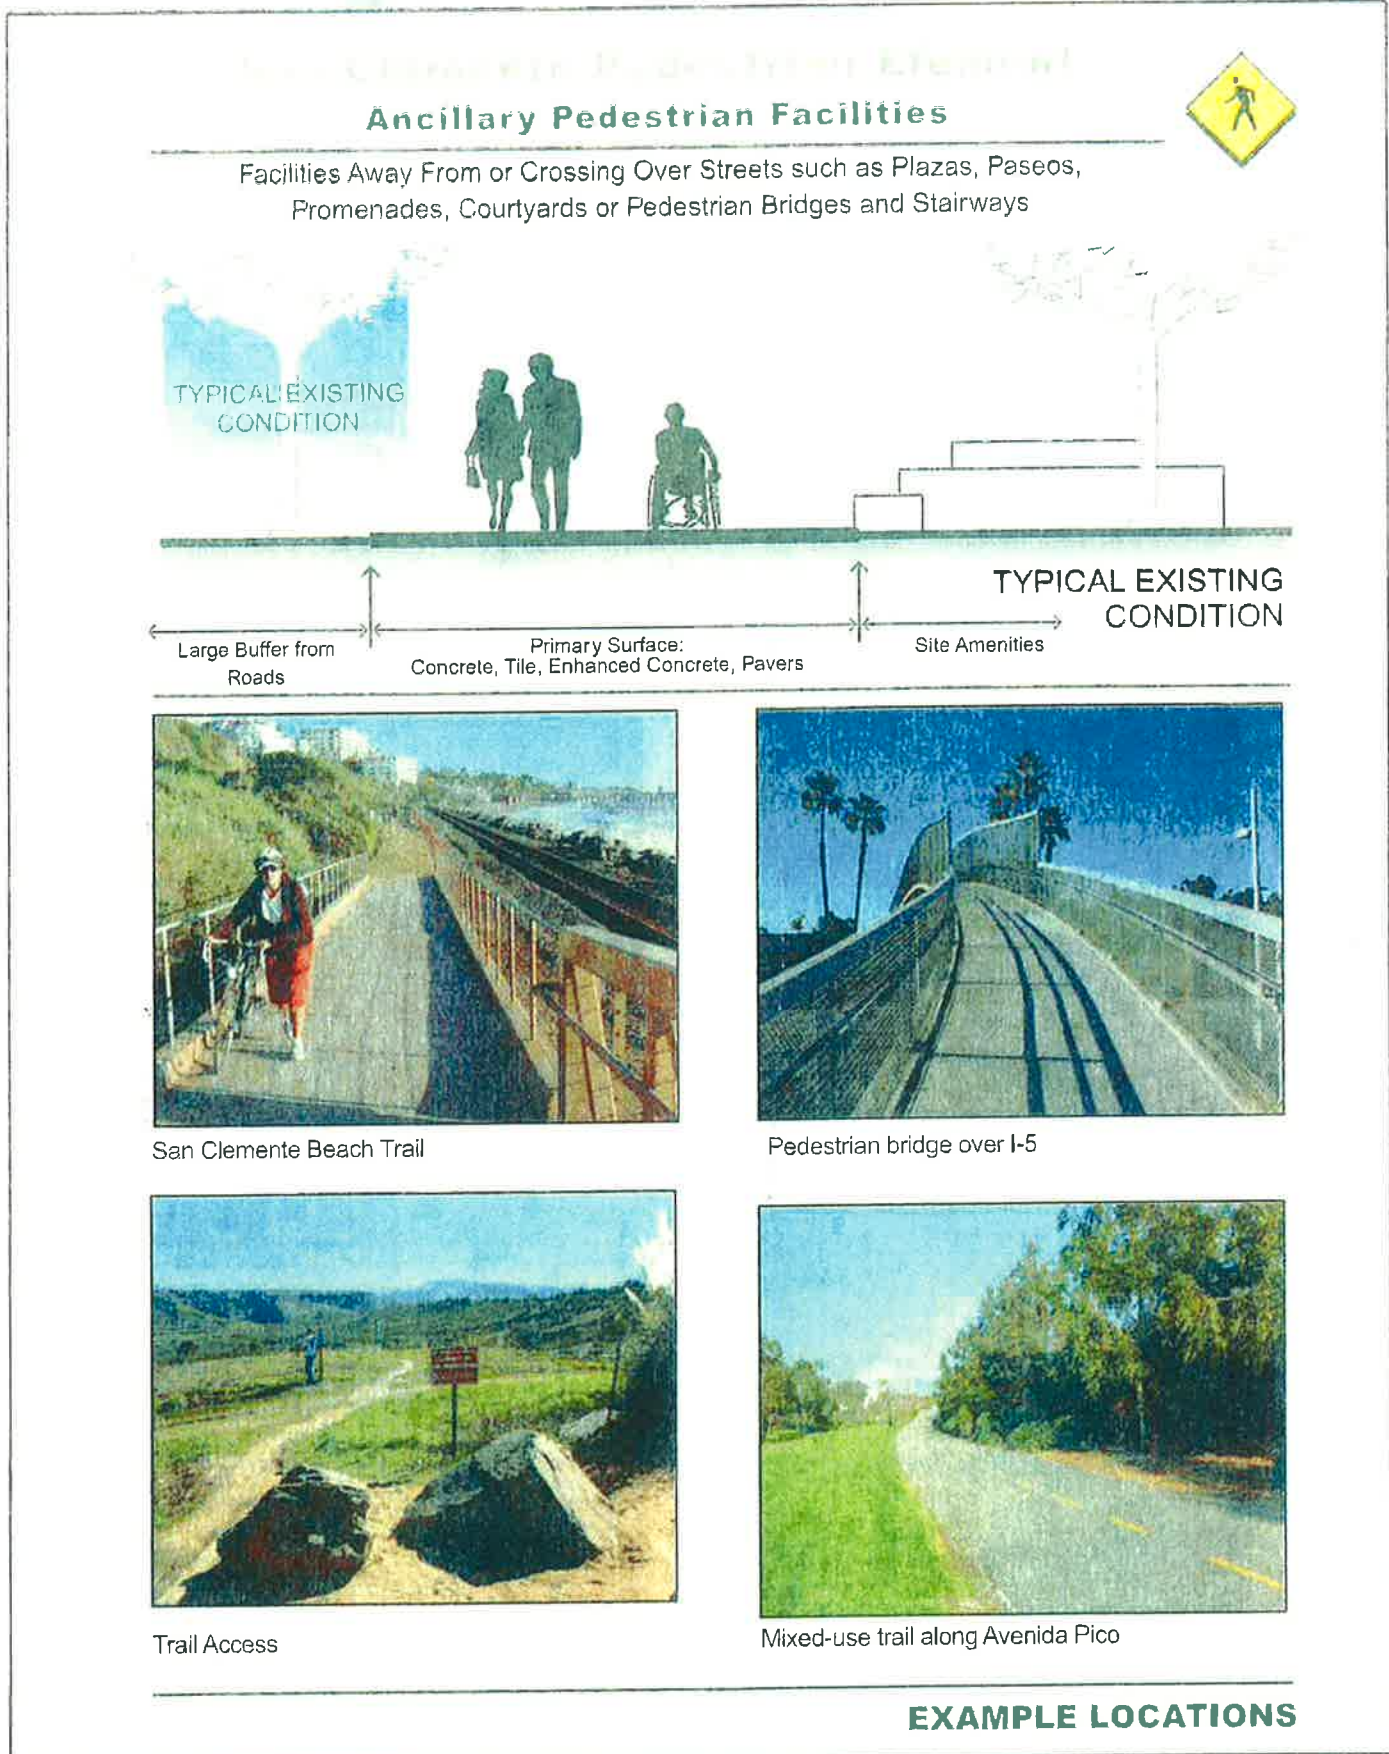 Ancillary Pedestrian Facilities
Facilities Away From or Crossing Over Streets such as Plazas, Paseos,
Promenades, Courtyards or Pedestrian Bridges and Stairways
TYPICAL EXISTING
CONDITION
TYPICAL EXISTING
CONDITION
Large Buffer from
Roads
Primary Surface:
Concrete, Tile, Enhanced Concrete, Pavers
Site Amenities
San Clemente Beach Trail
Pedestrian bridge over I-5
Trail Access
Mixed-use trail along Avenida Pico
EXAMPLE LOCATIONS